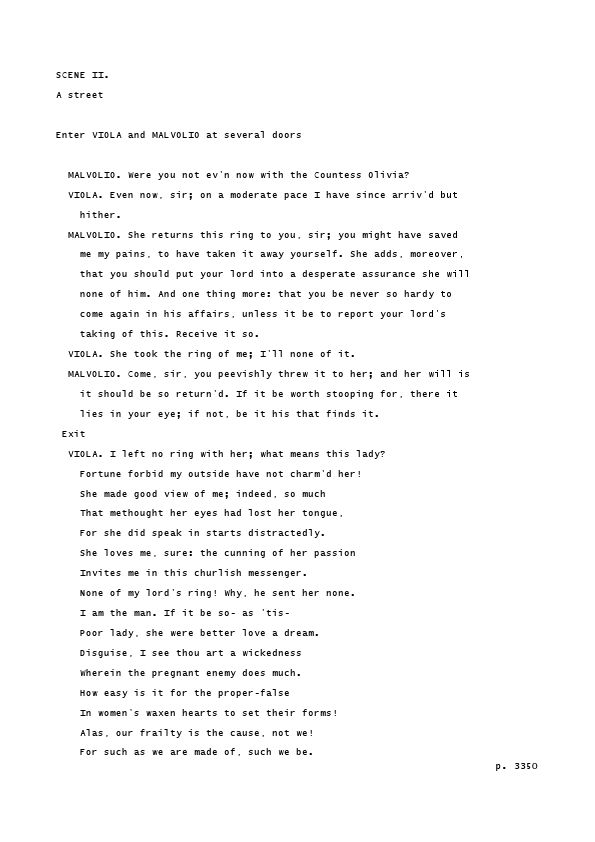 SCENE II.
A street
Enter VIOLA and MALVOLIO at several doors
MALVOLIO. Were you not ev'n now with the Countess Olivia?
VIOLA. Even now, sir; on a moderate pace I have since arriv'd but
hither.
MALVOLIO. She returns this ring to you, sir; you might have saved
me my pains, to have taken it away yourself. She adds, moreover,
that you should put your lord into a desperate assurance she will
none of him. And one thing more: that you be never so hardy to
come again in his affairs, unless it be to report your lord's
taking of this. Receive it so.
VIOLA. She took the ring of me; I'll none of it.
MALVOLIO. Come, sir, you peevishly threw it to her; and her will is
it should be so return'd. If it be worth stooping for, there it
lies in your eye; if not, be it his that finds it.
Exit
VIOLA. I left no ring with her; what means this lady?
Fortune forbid my outside have not charm'd her!
She made good view of me; indeed, so much
That methought her eyes had lost her tongue,
For she did speak in starts distractedly.
She loves me, sure: the cunning of her passion
Invites me in this churlish messenger.
None of my lord's ring! Why, he sent her none.
I am the man. If it be so- as 'tis-
Poor lady, she were better love a dream.
Disguise, I see thou art a wickedness
Wherein the pregnant enemy does much.
How easy is it for the proper-false
In women's waxen hearts to set their forms!
Alas, our frailty is the cause, not we!
For such as we are made of, such we be.
p. 3350